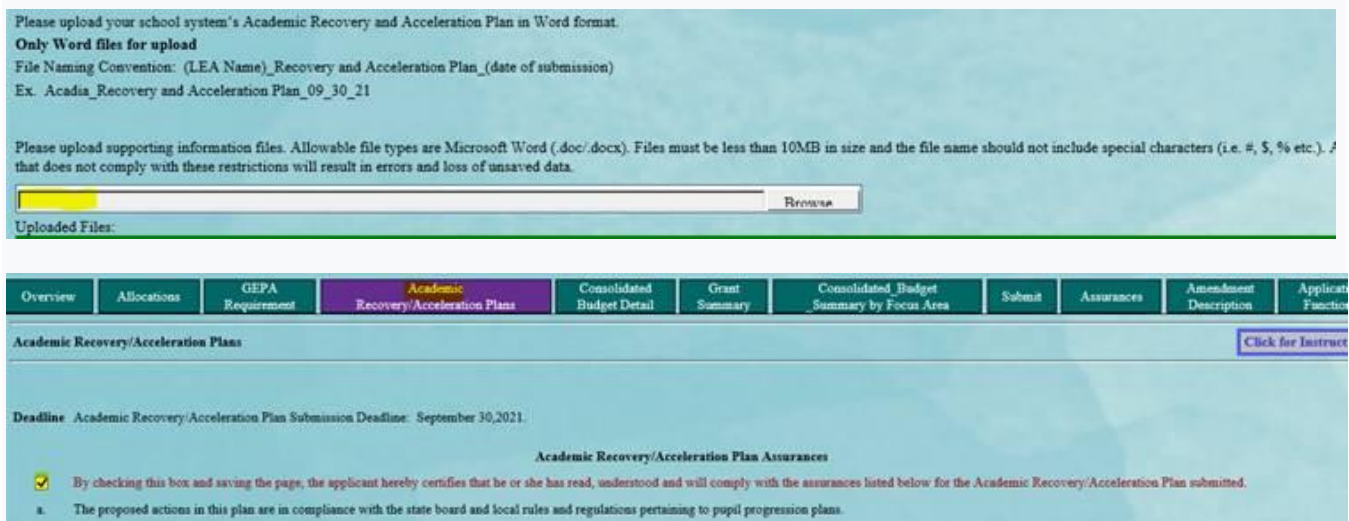 Please upload your school system's Academic Recovery and Acceleration Plan in Word format.
Only Word files for upload
File Naming Convention: (LEA Name)_Recovery and Acceleration Plan_(date of submission)
Ex. Acadia_Recovery and Acceleration Plan_09_30_21
Please upload supporting information files. Allowable file types are Microsoft Word (.doc/.docx). Files must be less than 10MB in size and the file name should not include special characters (i.e. #, $, % etc.). A
that does not comply with these restrictions will result in errors and loss of unsaved data.
Browse
Uploaded Files:
Overview Allocations GEPA Requirement Academic Recovery/Acceleration Plans Consolidated Budget Detail Grant Summary Consolidated_Budget _Summary by Focus Area Submit Assurances Amendment Description Applicati Function
Academic Recovery/Acceleration Plans Click for Instruct
Deadline Academic Recovery/Acceleration Plan Submission Deadline: September 30,2021.
Academic Recovery/Acceleration Plan Assurances
By checking this box and saving the page, the applicant hereby certifies that he or she has read, understood and will comply with the assurances listed below for the Academic Recovery/Acceleration Plan submitted.
a. The proposed actions in this plan are in compliance with the state board and local rules and regulations pertaining to pupil progression plans.